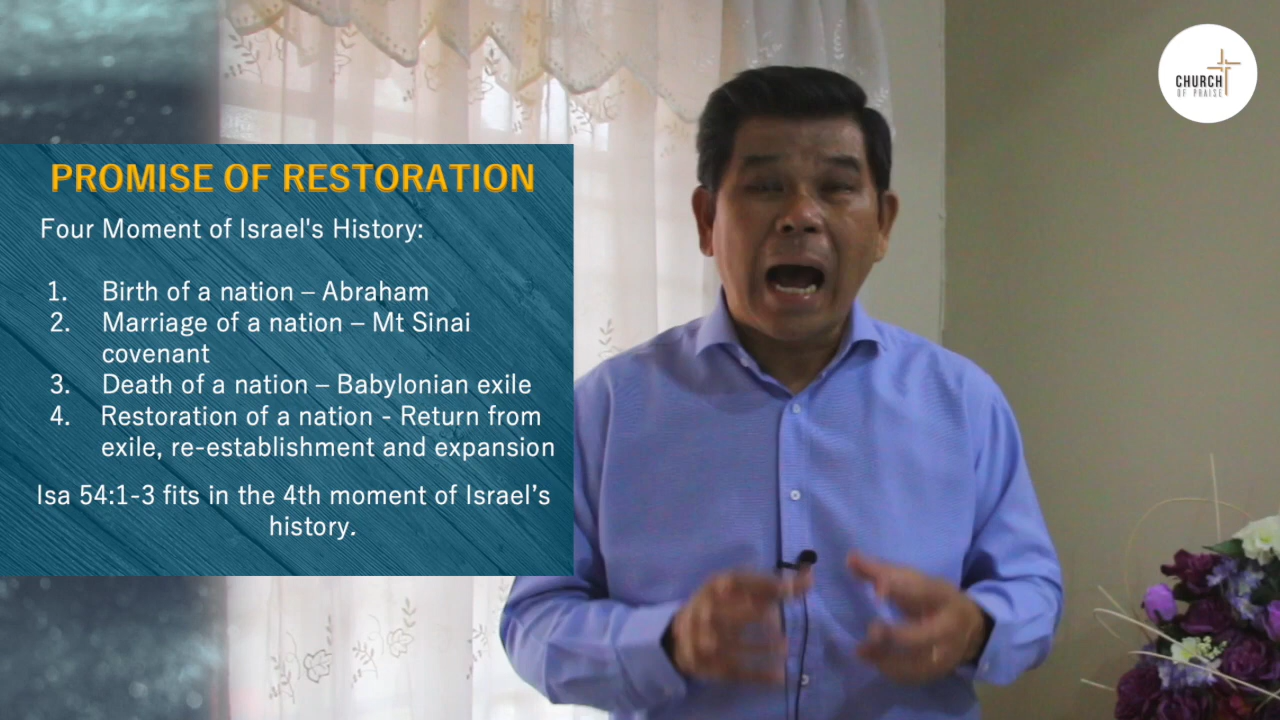 CHURCH
OF PRAISE
PROMISE OF RESTORATION
Four Moment of Israel's History:
1. Birth of a nation – Abraham
2. Marriage of a nation – Mt Sinai
covenant
3. Death of a nation – Babylonian exile
4. Restoration of a nation - Return from
exile, re-establishment and expansion
Isa 54:1-3 fits in the 4th moment of Israel’s
history.